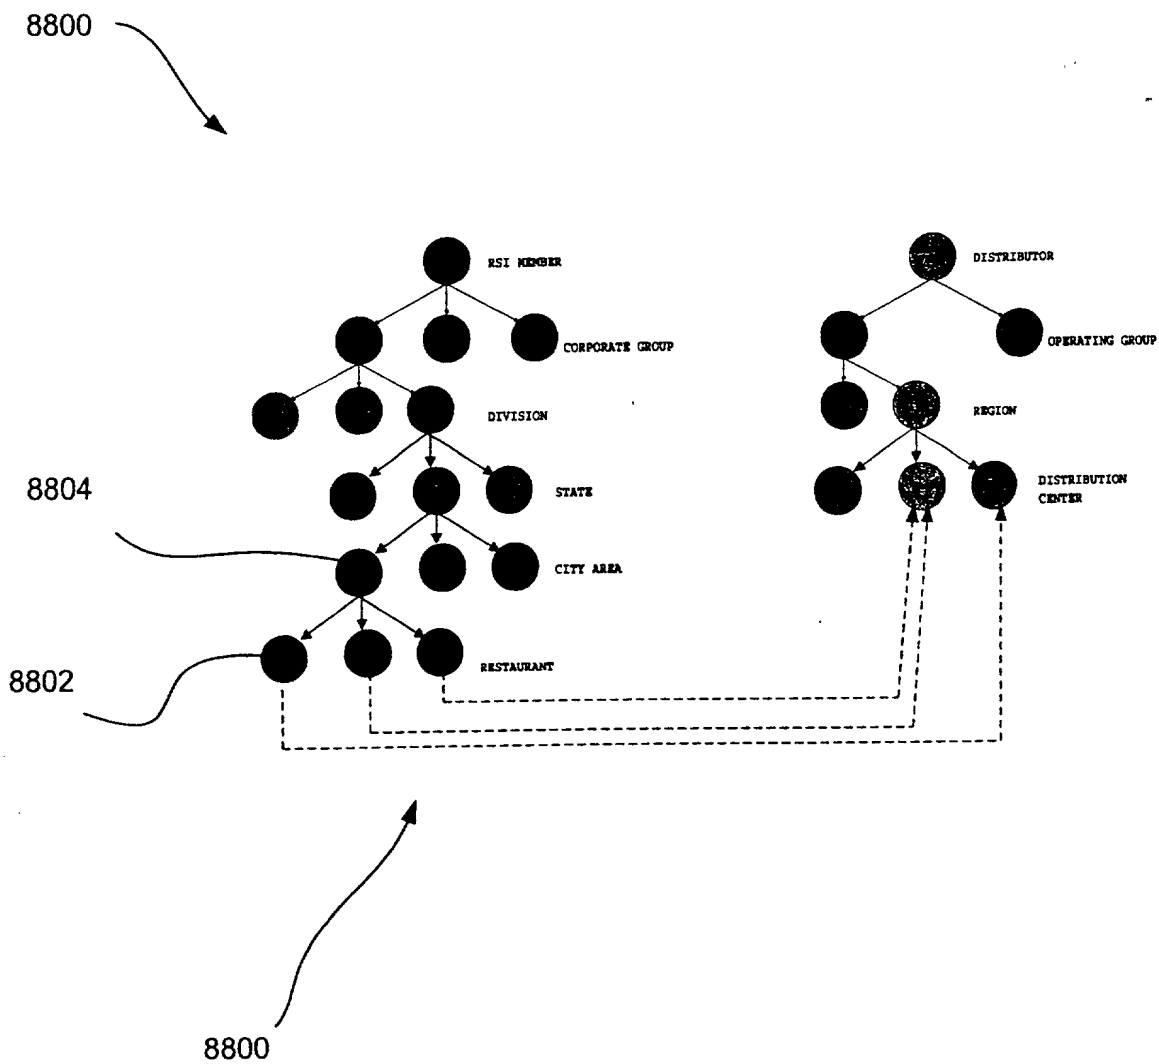 8800
RSI MEMBER
DISTRIBUTOR
CORPORATE GROUP
OPERATING GROUP
DIVISION
REGION
8804
STATE
DISTRIBUTION
CENTER
CITY AREA
RESTAURANT
8802
8800